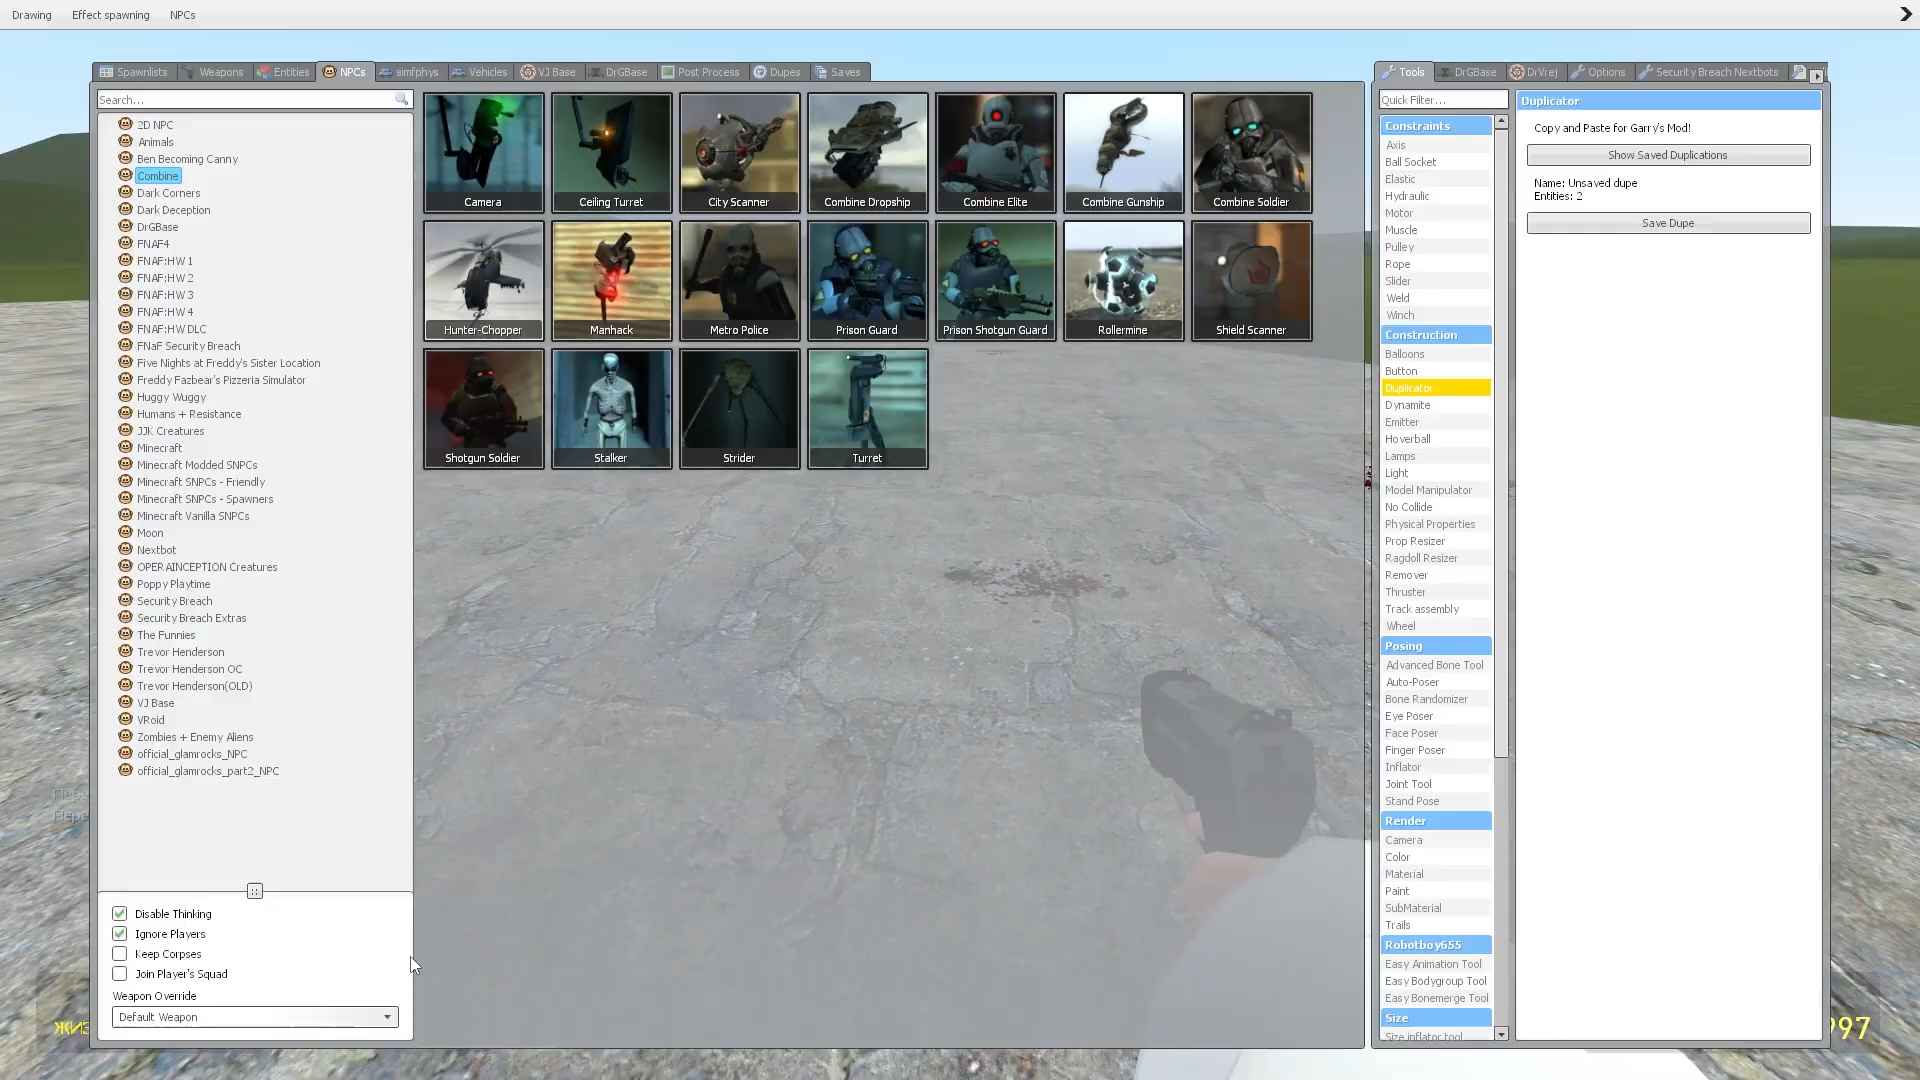 Drawing Effect spawning NPCs
Spawnlists Weapons Entities NPCs simfphys Vehicles VJ Base DrGBase Post Process Dupes Saves
Search...
2D NPC
Animals
Ben Becoming Canny
Combine
Dark Corners
Dark Deception
DrGBase
FNAF4
FNAF:HW 1
FNAF:HW 2
FNAF:HW 3
FNAF:HW 4
FNAF:HW DLC
FNaF Security Breach
Five Nights at Freddy's Sister Location
Freddy Fazbear's Pizzeria Simulator
Huggy Wuggy
Humans + Resistance
JJK Creatures
Minecraft
Minecraft Modded SNPCs
Minecraft SNPCs - Friendly
Minecraft SNPCs - Spawners
Minecraft Vanilla SNPCs
Moon
Nextbot
OPERAINCEPTION Creatures
Poppy Playtime
Security Breach
Security Breach Extras
The Funnies
Trevor Henderson
Trevor Henderson OC
Trevor Henderson(OLD)
VJ Base
VRoid
Zombies + Enemy Aliens
official_glamrocks_NPC
official_glamrocks_part2_NPC
Disable Thinking
Ignore Players
Keep Corpses
Join Player's Squad
Weapon Override
Default Weapon
Camera Ceiling Turret City Scanner Combine Dropship Combine Elite Combine Gunship Combine Soldier
Hunter-Chopper Manhack Metro Police Prison Guard Prison Shotgun Guard Rollermine Shield Scanner
Shotgun Soldier Stalker Strider Turret
Tools DrGBase DrVrej Options Security Breach Nextbots
Quick Filter...
Constraints
Axis
Ball Socket
Elastic
Hydraulic
Motor
Muscle
Pulley
Rope
Slider
Weld
Winch
Construction
Balloons
Button
Duplicator
Dynamite
Emitter
Hoverball
Lamps
Light
Model Manipulator
No Collide
Physical Properties
Prop Resizer
Ragdoll Resizer
Remover
Thruster
Track assembly
Wheel
Posing
Advanced Bone Tool
Auto-Poser
Bone Randomizer
Eye Poser
Face Poser
Finger Poser
Inflator
Joint Tool
Stand Pose
Render
Camera
Color
Material
Paint
SubMaterial
Trails
Robotboy655
Easy Animation Tool
Easy Bodygroup Tool
Easy Bonemerge Tool
Size
Size inflator tool
Duplicator
Copy and Paste for Garry's Mod!
Show Saved Duplications
Name: Unsaved dupe
Entities: 2
Save Dupe